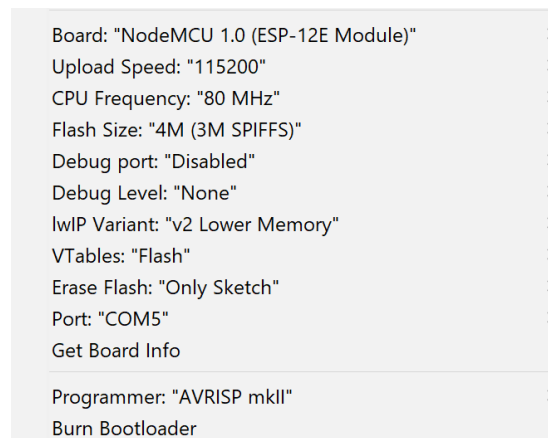 Board: "NodeMCU 1.0 (ESP-12E Module)"
Upload Speed: "115200"
CPU Frequency: "80 MHz"
Flash Size: "4M (3M SPIFFS)"
Debug port: "Disabled"
Debug Level: "None"
lwIP Variant: "v2 Lower Memory"
VTables: "Flash"
Erase Flash: "Only Sketch"
Port: "COM5"
Get Board Info
Programmer: "AVRISP mkII"
Burn Bootloader